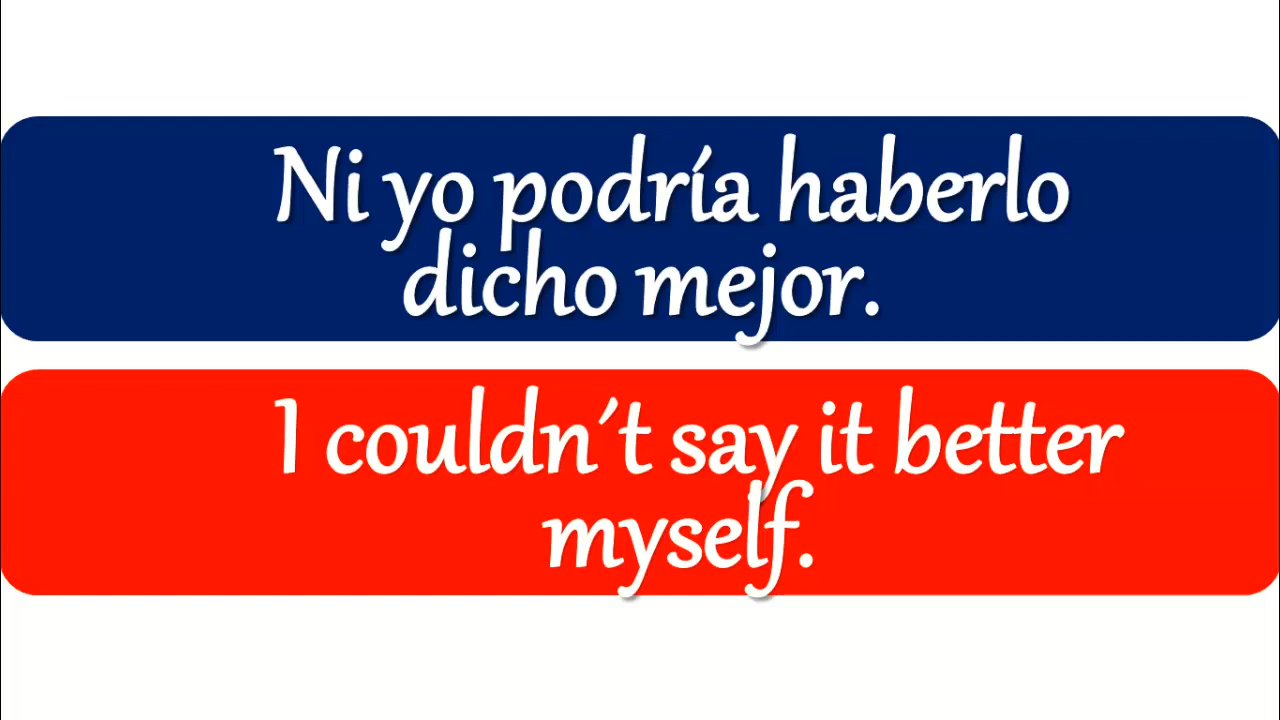 Ni yo podría haberlo
dicho mejor.
I couldn´t say it better
myself.